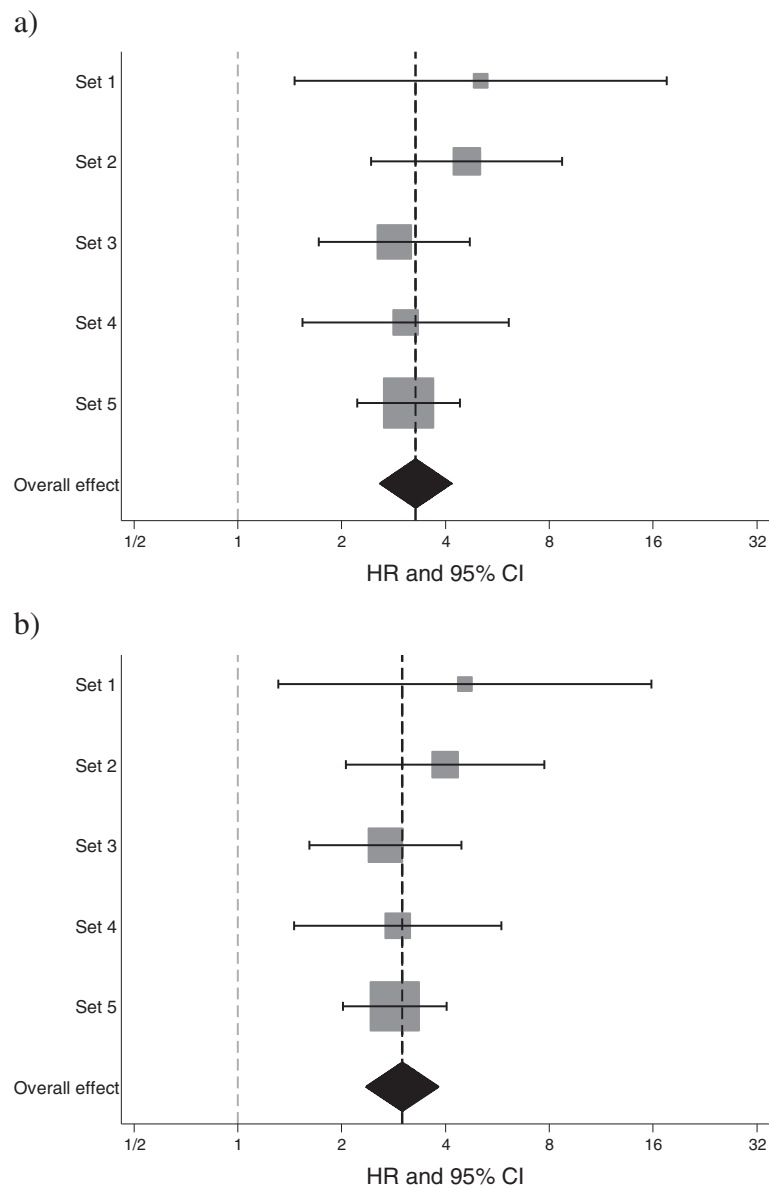 a)
Set 1
Set 2
Set 3
Set 4
Set 5
Overall effect
1/2 1 2 4 8 16 32
HR and 95% CI
b)
Set 1
Set 2
Set 3
Set 4
Set 5
Overall effect
1/2 1 2 4 8 16 32
HR and 95% CI